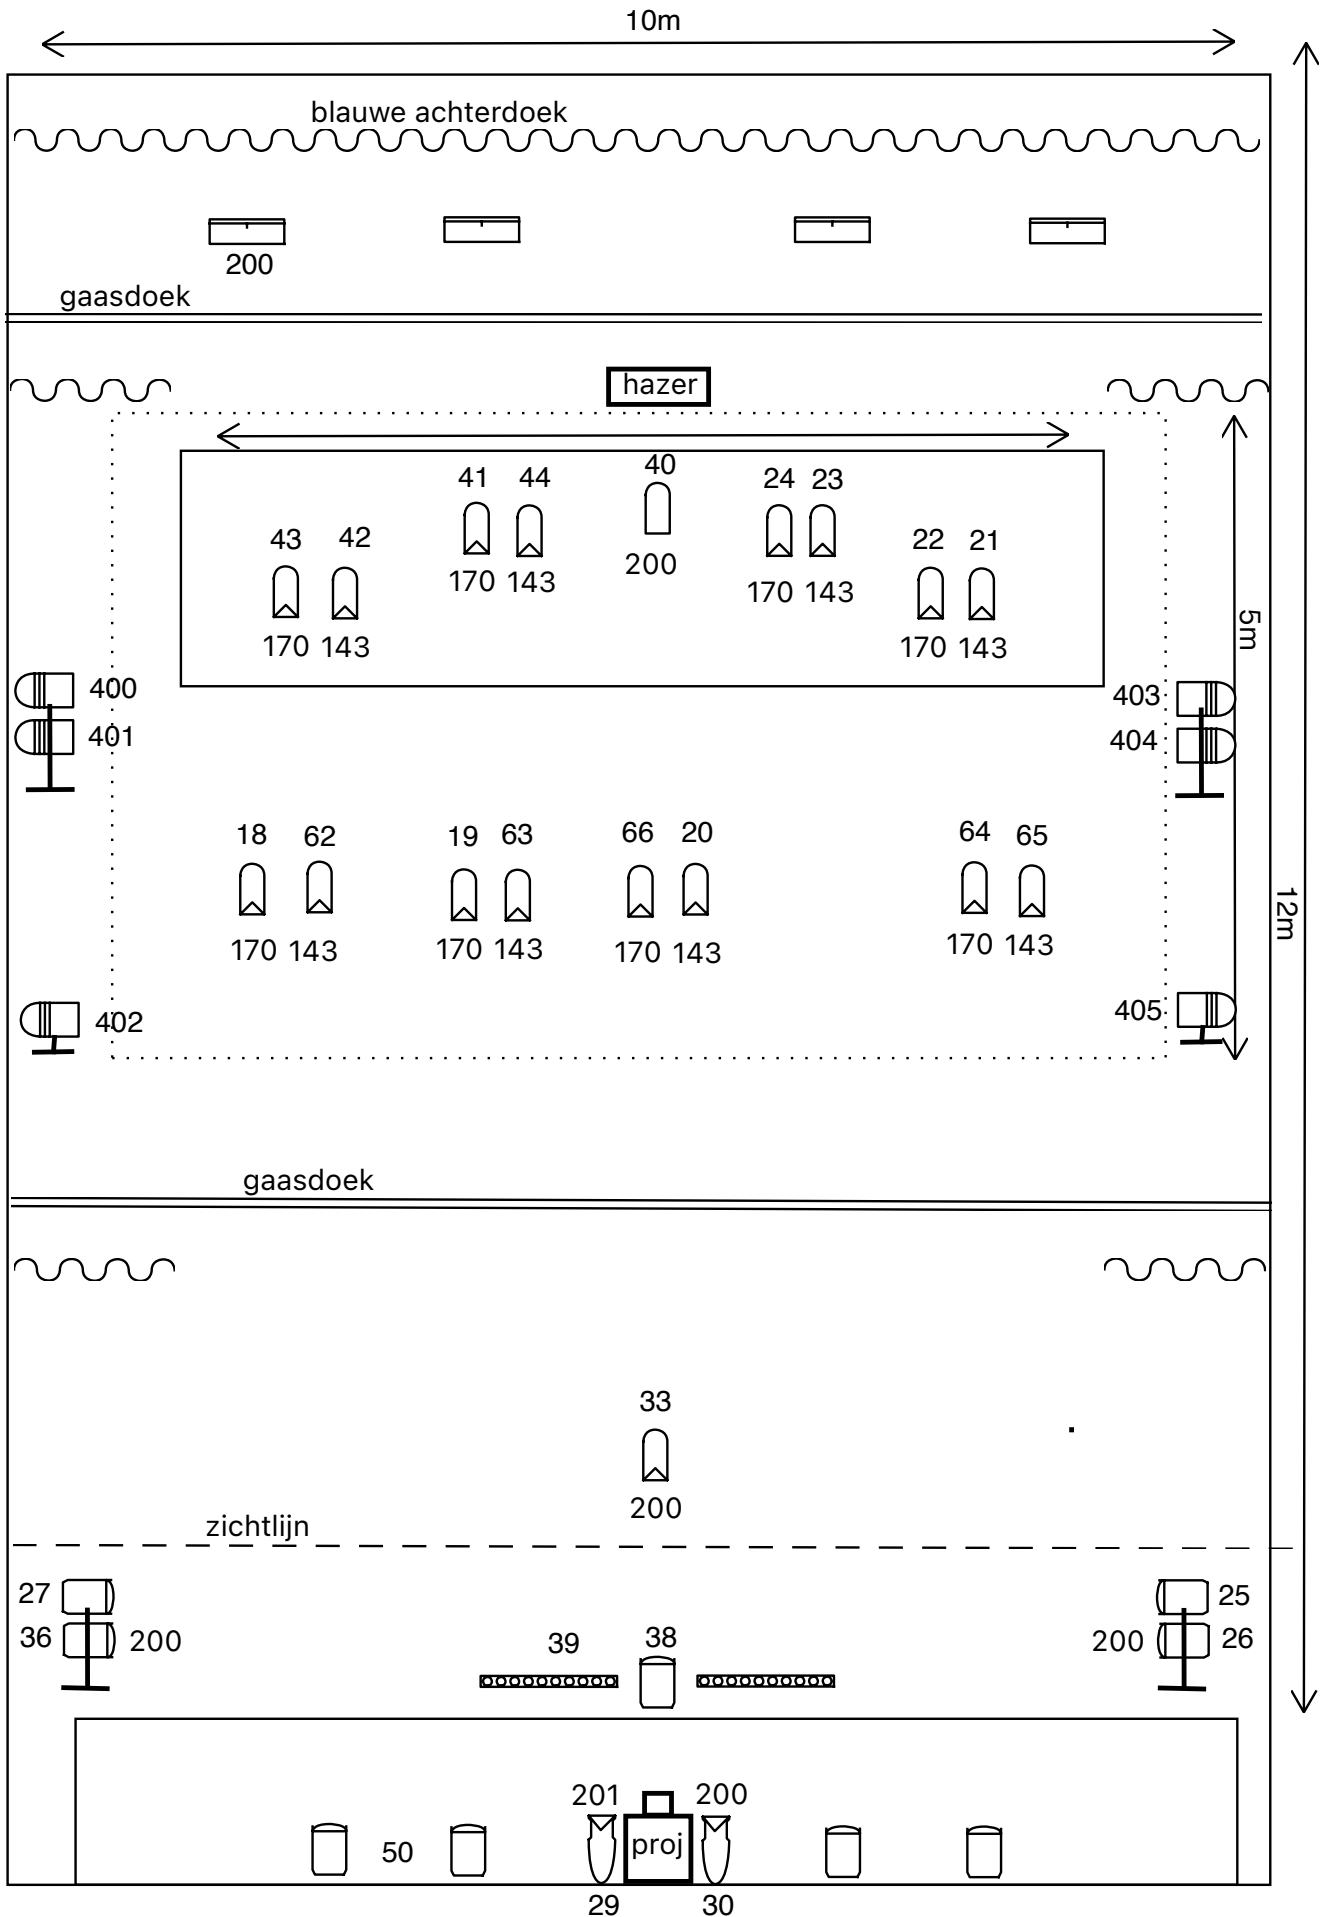 10m
blauwe achterdoek
200
gaasdoek
hazer
41 44 40 24 23
43 42 22 21
200
170 143 170 143
170 143 170 143
5m
400 403
401 404
18 62 19 63 66 20 64 65
12m
170 143 170 143 170 143 170 143
402 405
gaasdoek
33
200
zichtlijn
27 25
36 200 39 38 200 26
201 200
50 proj
29 30